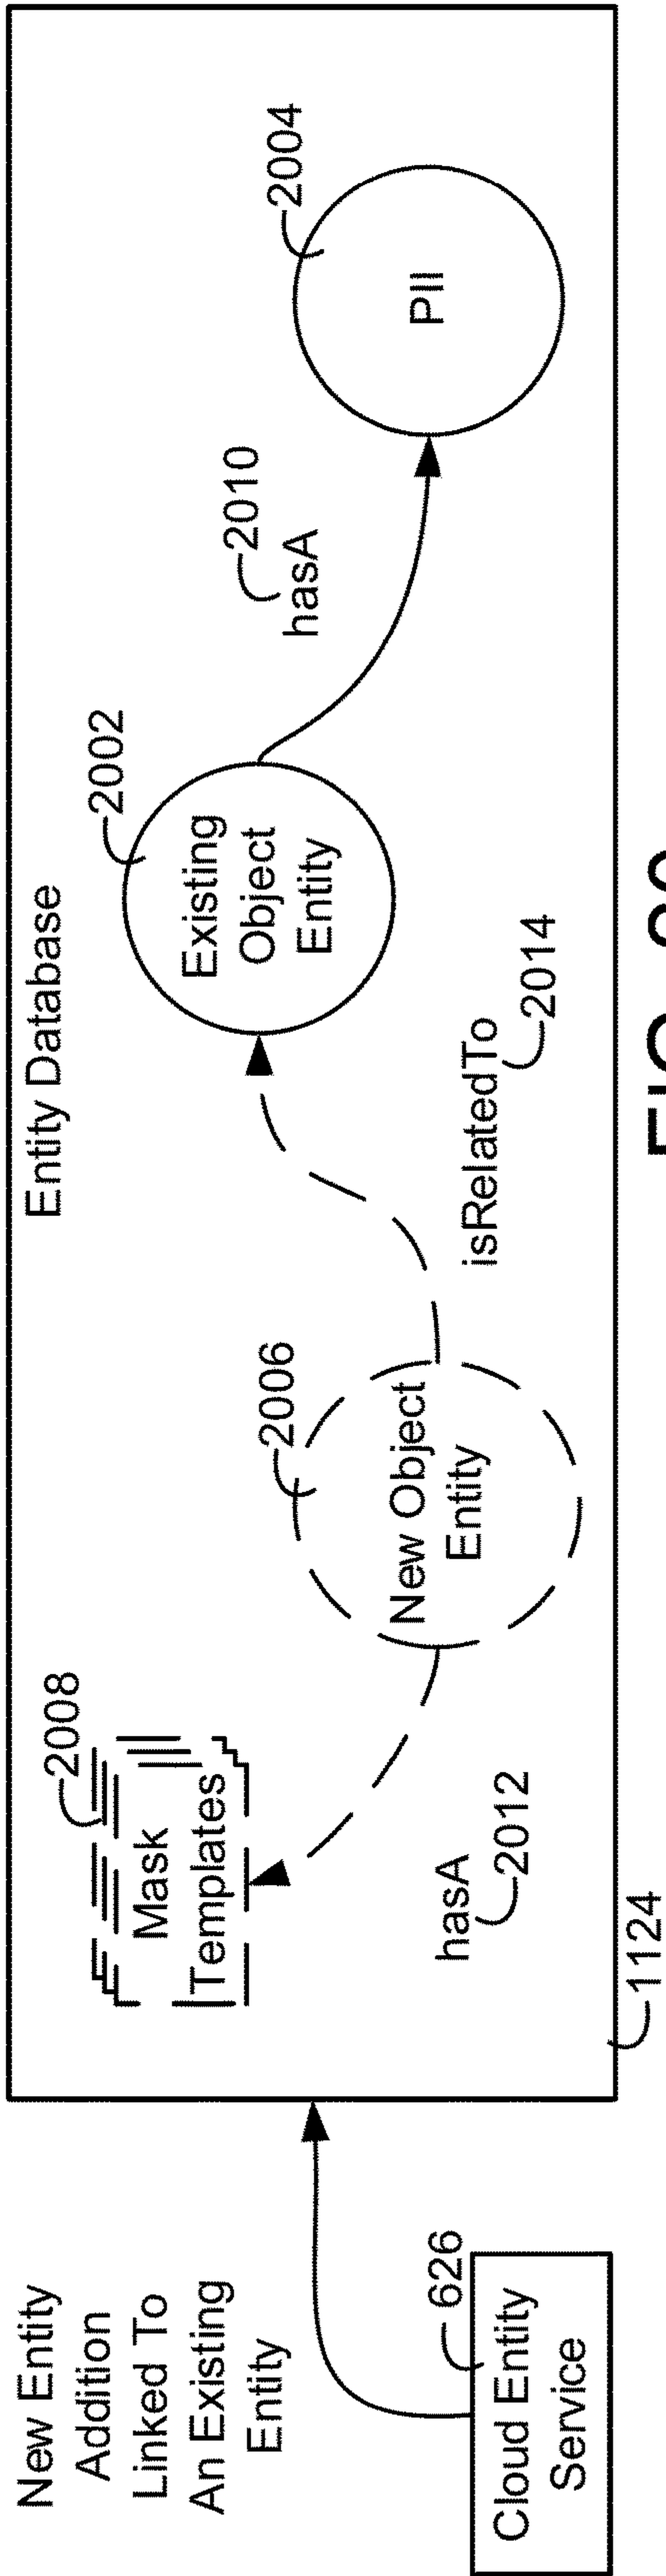 New Entity
Addition
Linked To
An Existing
Entity
Cloud Entity
Service
626
Entity Database
1124
Mask
Templates
2008
hasA
2012
New Object
Entity
2006
isRelatedTo
2014
Existing
Object
Entity
2002
hasA
2010
PII
2004